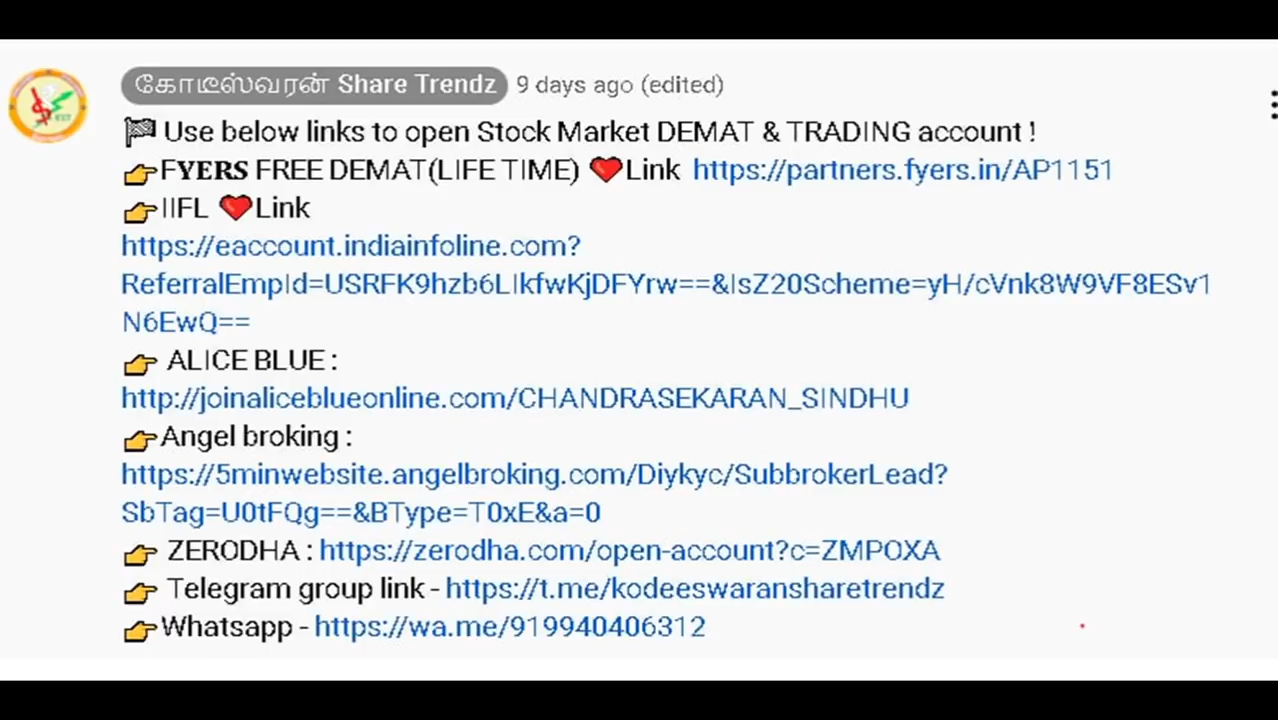 கோடீஸ்வரன் Share Trendz 9 days ago (edited)
🏁 Use below links to open Stock Market DEMAT & TRADING account !
👉FYERS FREE DEMAT(LIFE TIME) ❤️Link https://partners.fyers.in/AP1151
👉IIFL ❤️Link
https://eaccount.indiainfoline.com?
ReferralEmpId=USRFK9hzb6LIkfwKjDFYrw==&IsZ20Scheme=yH/cVnk8W9VF8ESv1
N6EwQ==
👉 ALICE BLUE :
http://joinaliceblueonline.com/CHANDRASEKARAN_SINDHU
👉Angel broking :
https://5minwebsite.angelbroking.com/Diykyc/SubbrokerLead?
SbTag=U0tFQg==&BType=T0xE&a=0
👉 ZERODHA : https://zerodha.com/open-account?c=ZMPOXA
👉 Telegram group link - https://t.me/kodeeswaransharetrendz
👉Whatsapp - https://wa.me/919940406312